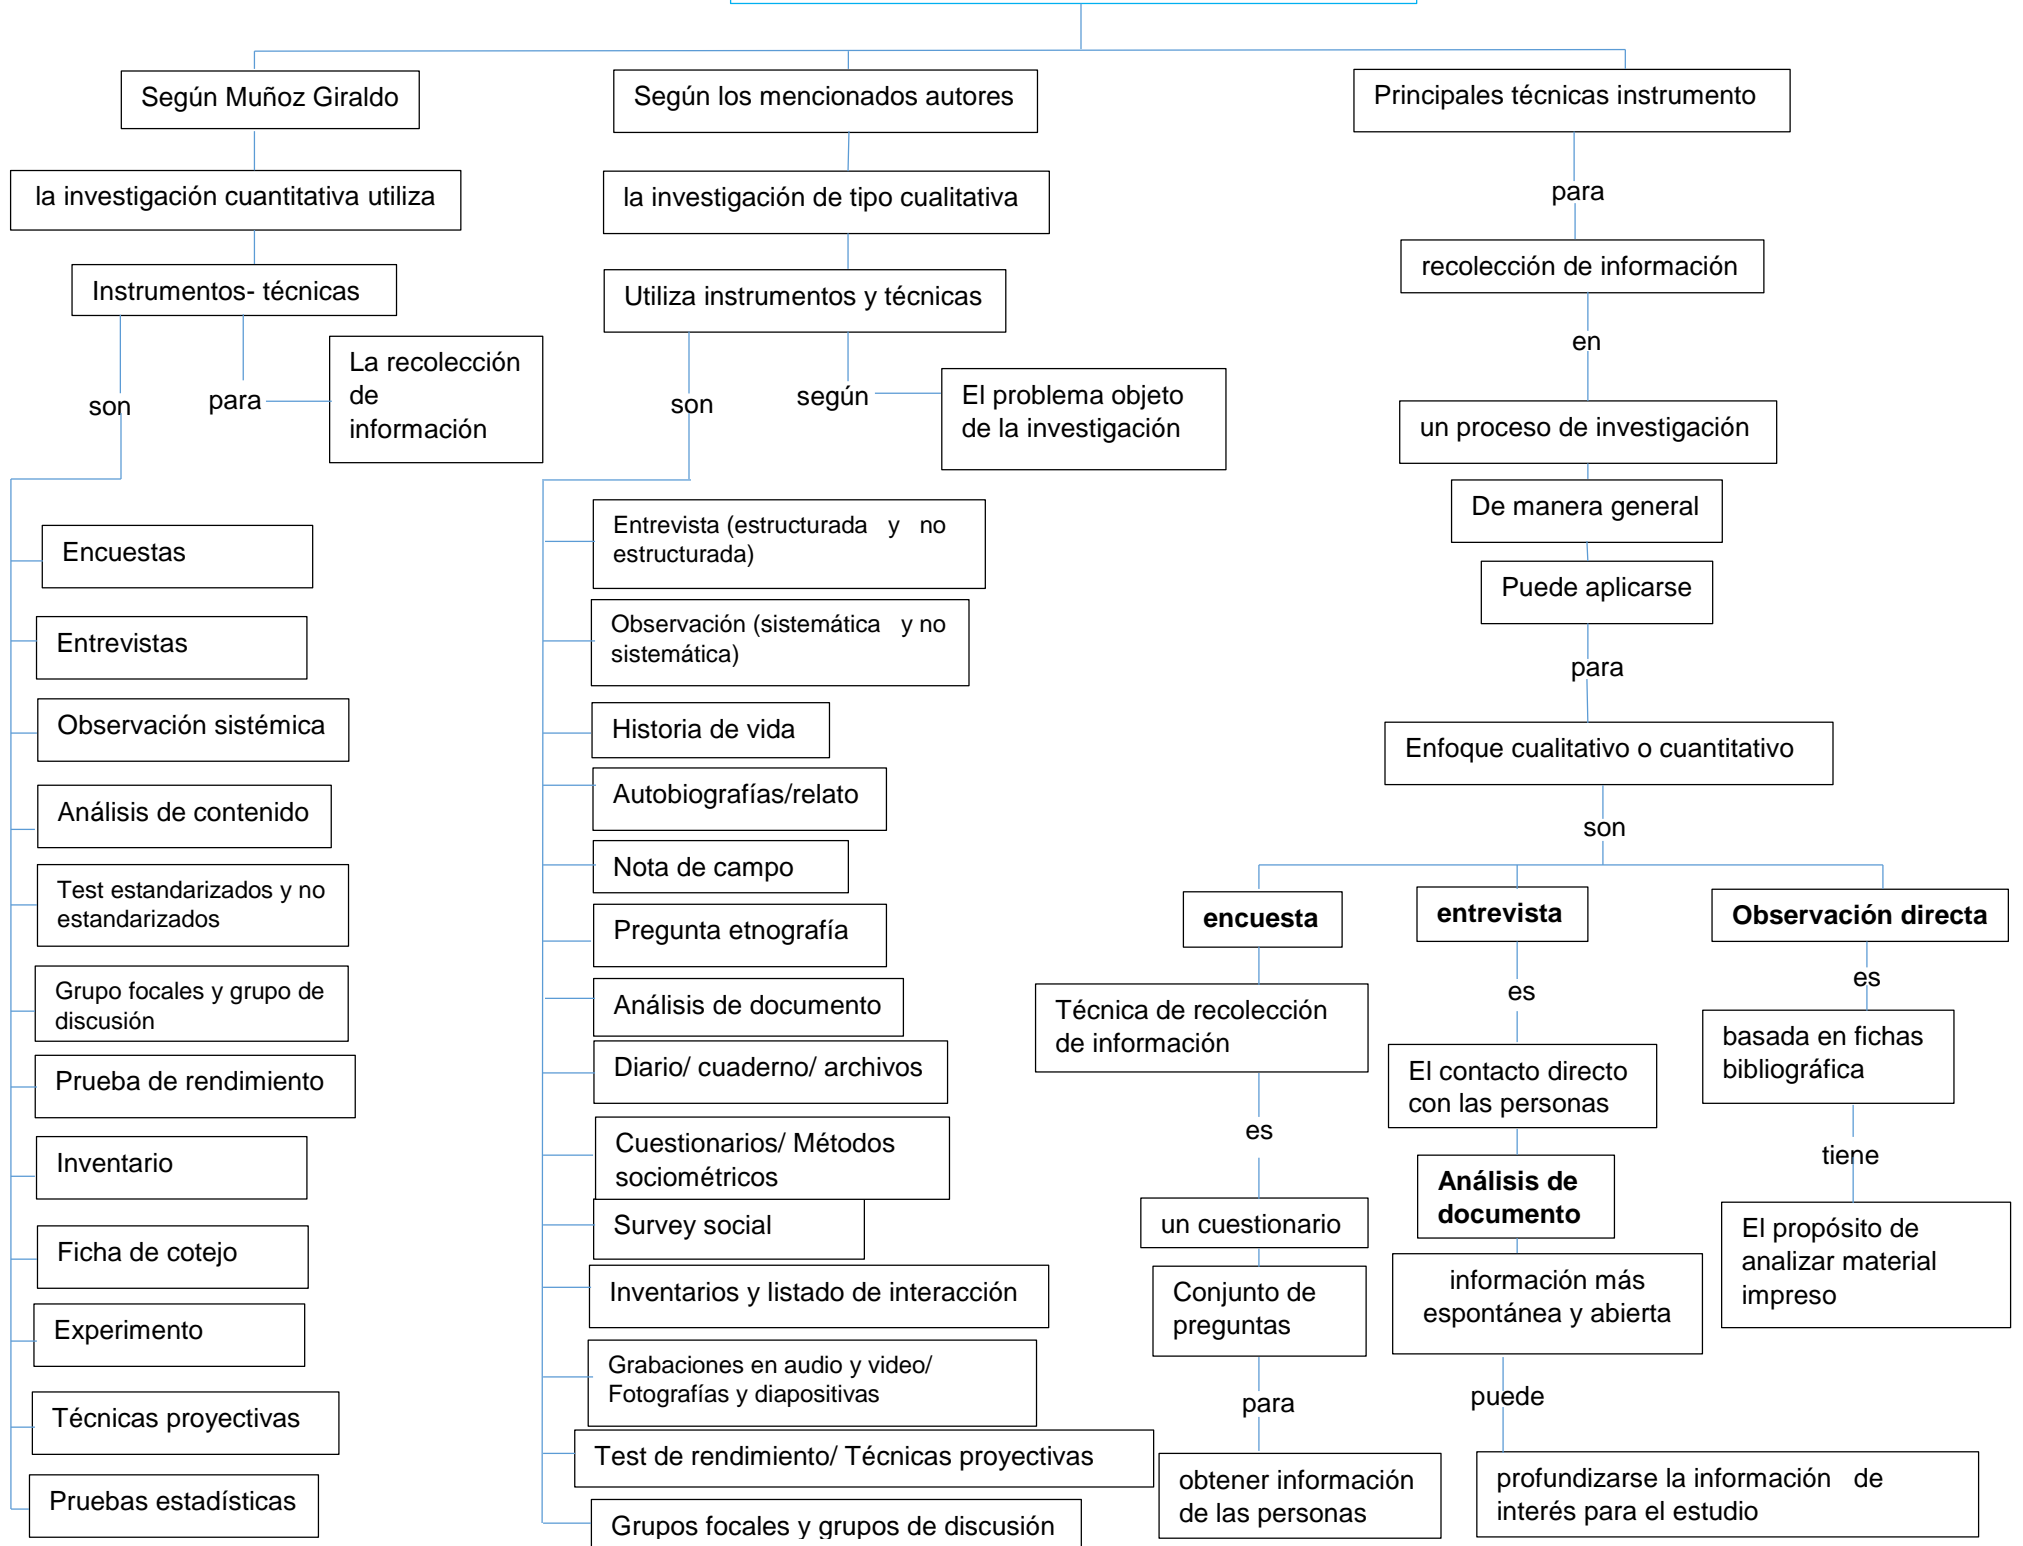 Según Muñoz Giraldo
la investigación cuantitativa utiliza
Instrumentos- técnicas
son
para
La recolección
de
información
Encuestas
Entrevistas
Observación sistémica
Análisis de contenido
Test estandarizados y no
estandarizados
Grupo focales y grupo de
discusión
Prueba de rendimiento
Inventario
Ficha de cotejo
Experimento
Técnicas proyectivas
Pruebas estadísticas
Según los mencionados autores
la investigación de tipo cualitativa
Utiliza instrumentos y técnicas
son
según
El problema objeto
de la investigación
Entrevista (estructurada y no
estructurada)
Observación (sistemática y no
sistemática)
Historia de vida
Autobiografías/relato
Nota de campo
Pregunta etnografía
Análisis de documento
Diario/ cuaderno/ archivos
Cuestionarios/ Métodos
sociométricos
Survey social
Inventarios y listado de interacción
Grabaciones en audio y video/
Fotografías y diapositivas
Test de rendimiento/ Técnicas proyectivas
Grupos focales y grupos de discusión
Principales técnicas instrumento
para
recolección de información
en
un proceso de investigación
De manera general
Puede aplicarse
para
Enfoque cualitativo o cuantitativo
son
encuesta
Técnica de recolección
de información
es
un cuestionario
Conjunto de
preguntas
para
obtener información
de las personas
entrevista
es
El contacto directo
con las personas
Análisis de
documento
información más
espontánea y abierta
puede
profundizarse la información de
interés para el estudio
Observación directa
es
basada en fichas
bibliográfica
tiene
El propósito de
analizar material
impreso